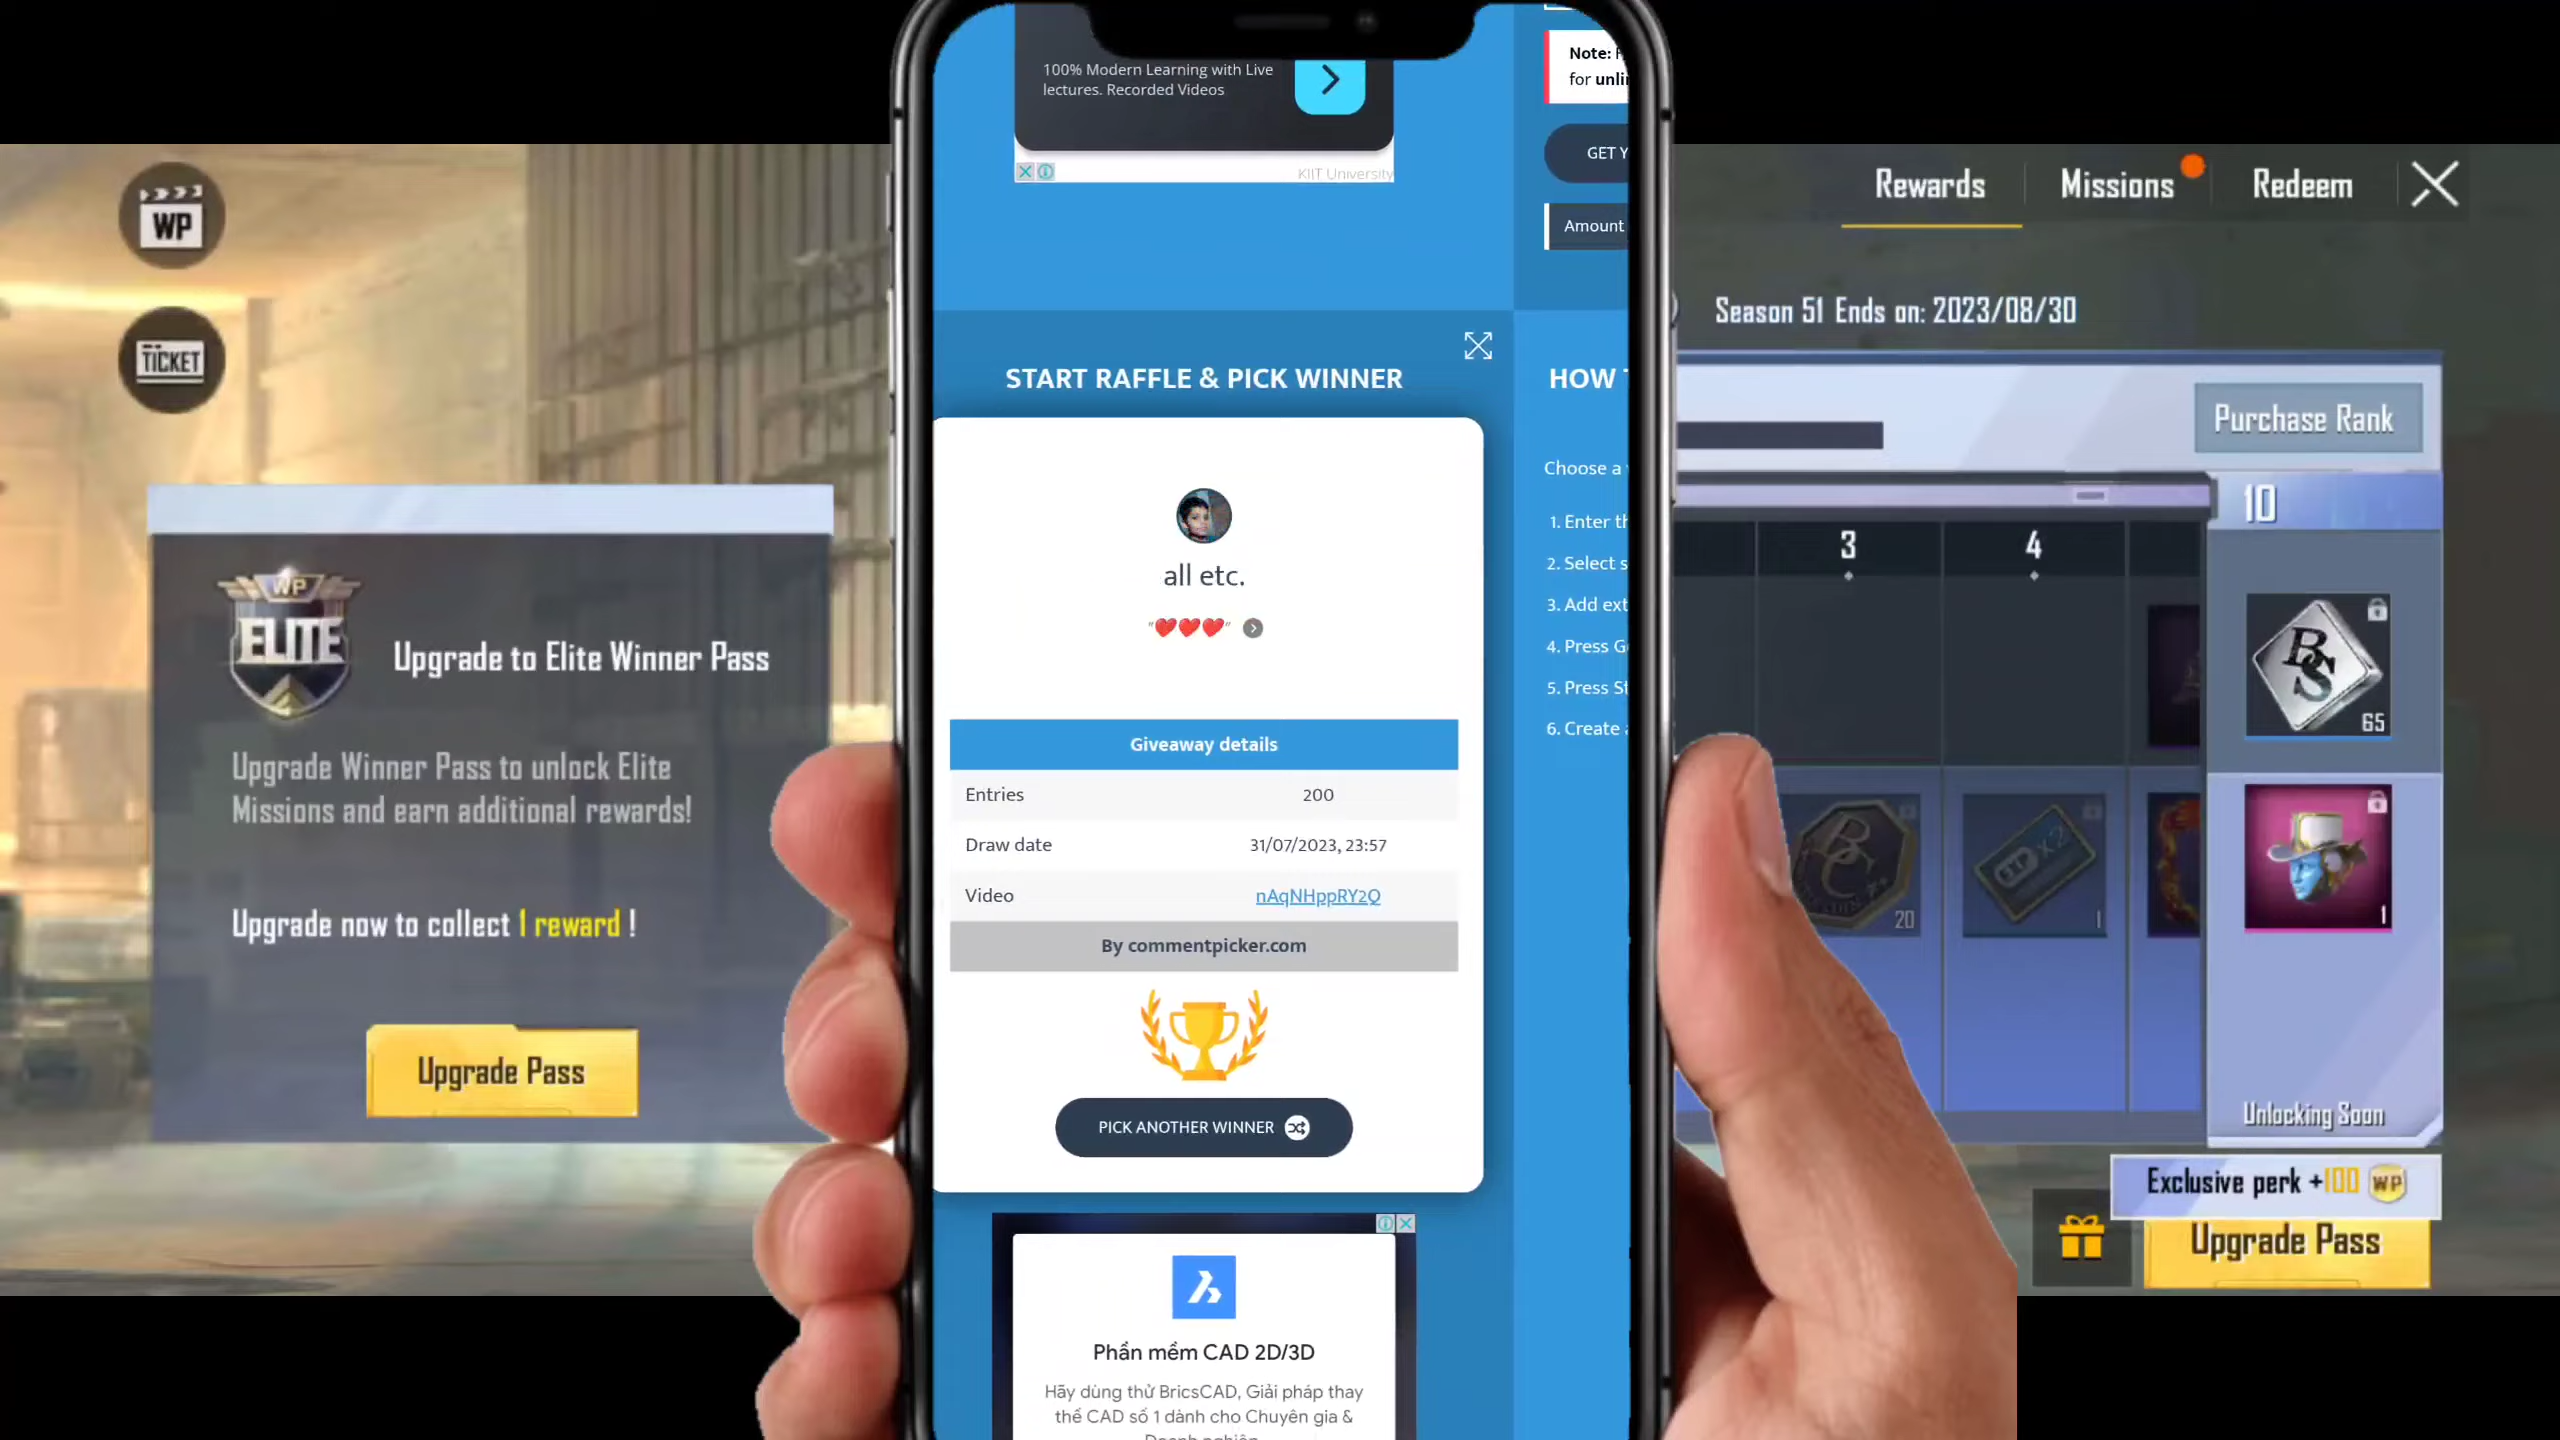 WP
TICKET
ELITE
WP
Upgrade to Elite Winner Pass
Upgrade Winner Pass to unlock Elite
Missions and earn additional rewards!
Upgrade now to collect 1 reward !
Upgrade Pass
100% Modern Learning with Live
lectures. Recorded Videos
KIIT University
START RAFFLE & PICK WINNER
all etc.
"❤️❤️❤️"
Giveaway details
Entries 200
Draw date 31/07/2023, 23:57
Video nAqNHppRY2Q
By commentpicker.com
PICK ANOTHER WINNER
Phần mềm CAD 2D/3D
Hãy dùng thử BricsCAD, Giải pháp thay
thế CAD số 1 dành cho Chuyên gia &
Note:
for unli
GET Y
Amount
HOW T
Choose a
1. Enter th
2. Select s
3. Add ext
4. Press G
5. Press St
6. Create a
Rewards Missions Redeem
Season 51 Ends on: 2023/08/30
Purchase Rank
3 4 10
BS
65
BC
20
X2
1
1
Unlocking Soon
Exclusive perk +100 WP
Upgrade Pass